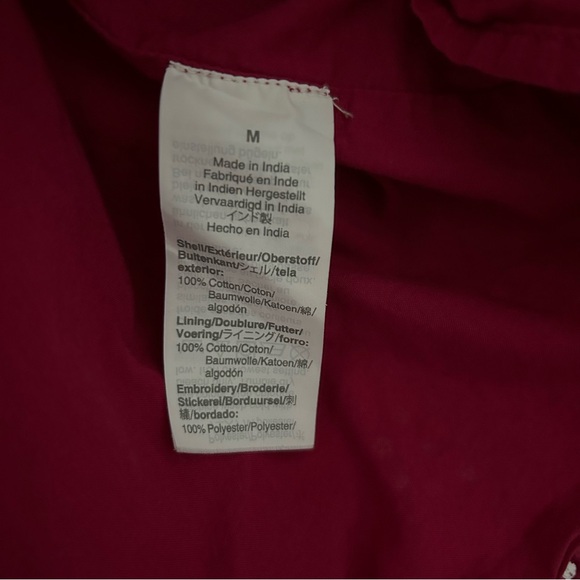 M
Made in India
Fabriqué en Inde
in Indien Hergestellt
Vervaardigd in India
インド製
Hecho en India
Shell/Extérieur/Oberstoff/
Buitenkant/シェル/tela
exterior:
100% Cotton/Coton/
Baumwolle/Katoen/綿/
algodón
Lining/Doublure/Futter/
Voering/ライニング/forro:
100% Cotton/Coton/
Baumwolle/Katoen/綿/
algodón
Embroidery/Broderie/
Stickerei/Borduursel/刺
繍/bordado:
100% Polyester/Polyester/